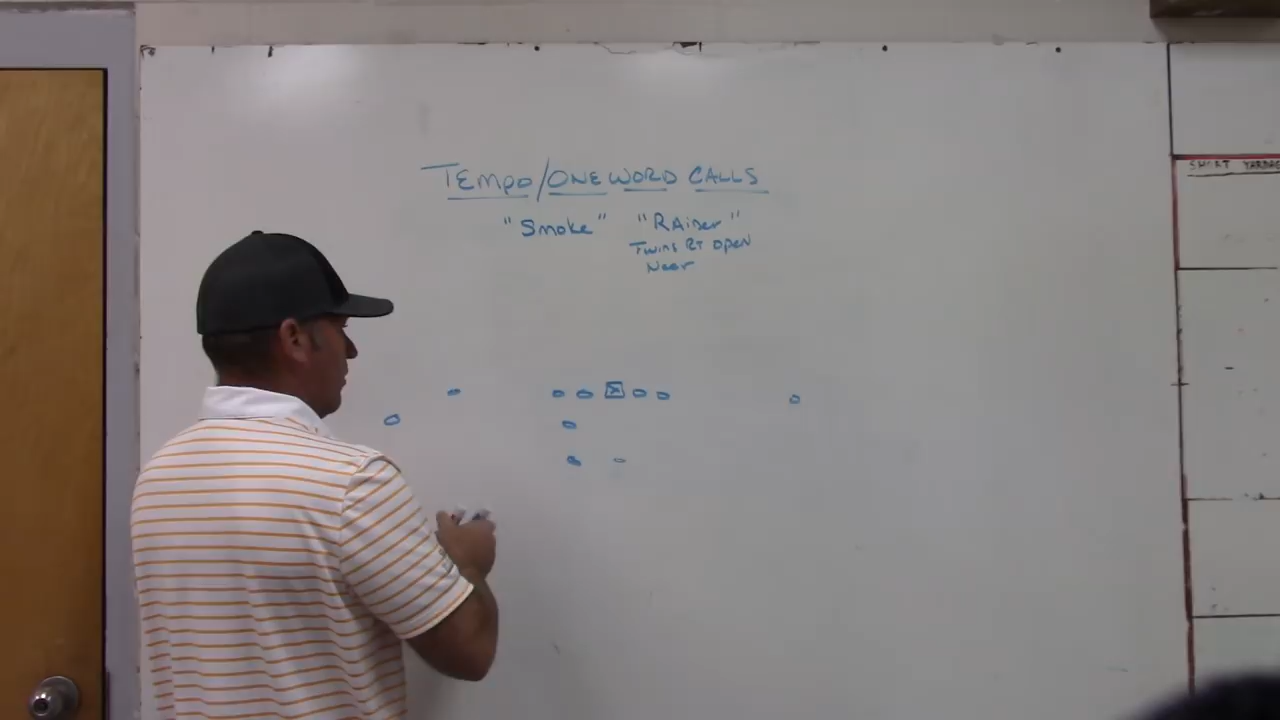 TEMPO/ONE WORD CALLS
"Smoke" "RAider"
Twins RT open
Near
SHORT YARDAGE